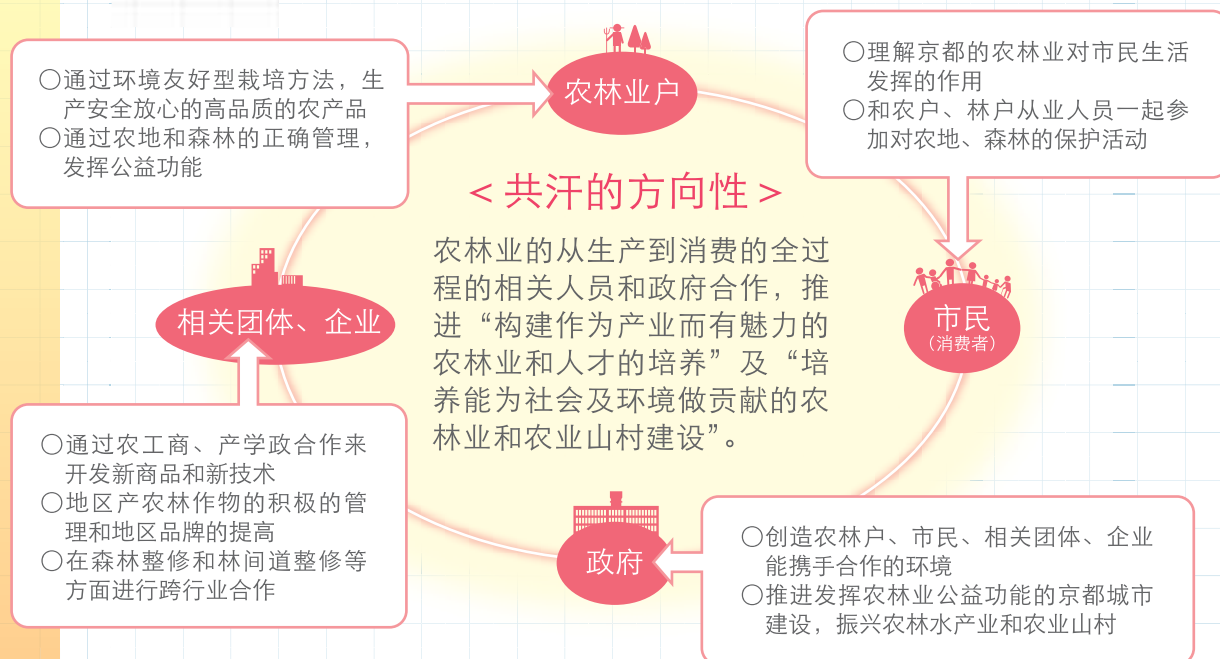 ○通过环境友好型栽培方法，生
产安全放心的高品质的农产品
○通过农地和森林的正确管理，
发挥公益功能
农林业户
○理解京都的农林业对市民生活
发挥的作用
○和农户、林户从业人员一起参
加对农地、森林的保护活动
＜共汗的方向性＞
农林业的从生产到消费的全过
程的相关人员和政府合作，推
进“构建作为产业而有魅力的
农林业和人才的培养”及“培
养能为社会及环境做贡献的农
林业和农业山村建设”。
相关团体、企业
市民
（消费者）
○通过农工商、产学政合作来
开发新商品和新技术
○地区产农林作物的积极的管
理和地区品牌的提高
○在森林整修和林间道整修等
方面进行跨行业合作
政府
○创造农林户、市民、相关团体、企业
能携手合作的环境
○推进发挥农林业公益功能的京都城市
建设，振兴农林水产业和农业山村